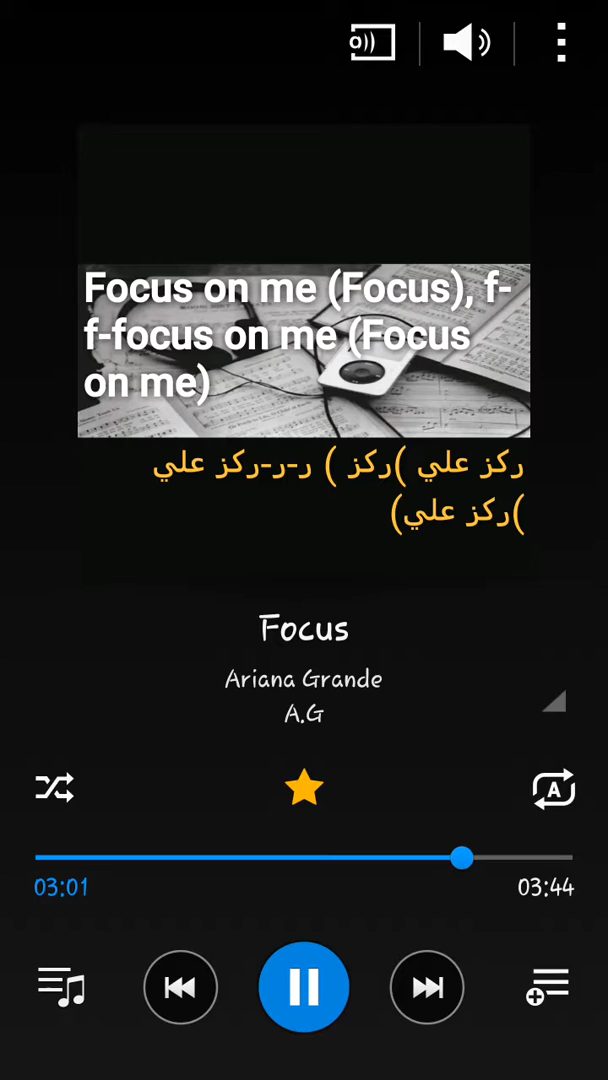 Focus on me (Focus), f-
f-focus on me (Focus
on me)
ركز علي )ركز ( ر-ر-ركز علي
)ركز علي(
Focus
Ariana Grande
A.G
A
03:01
03:44